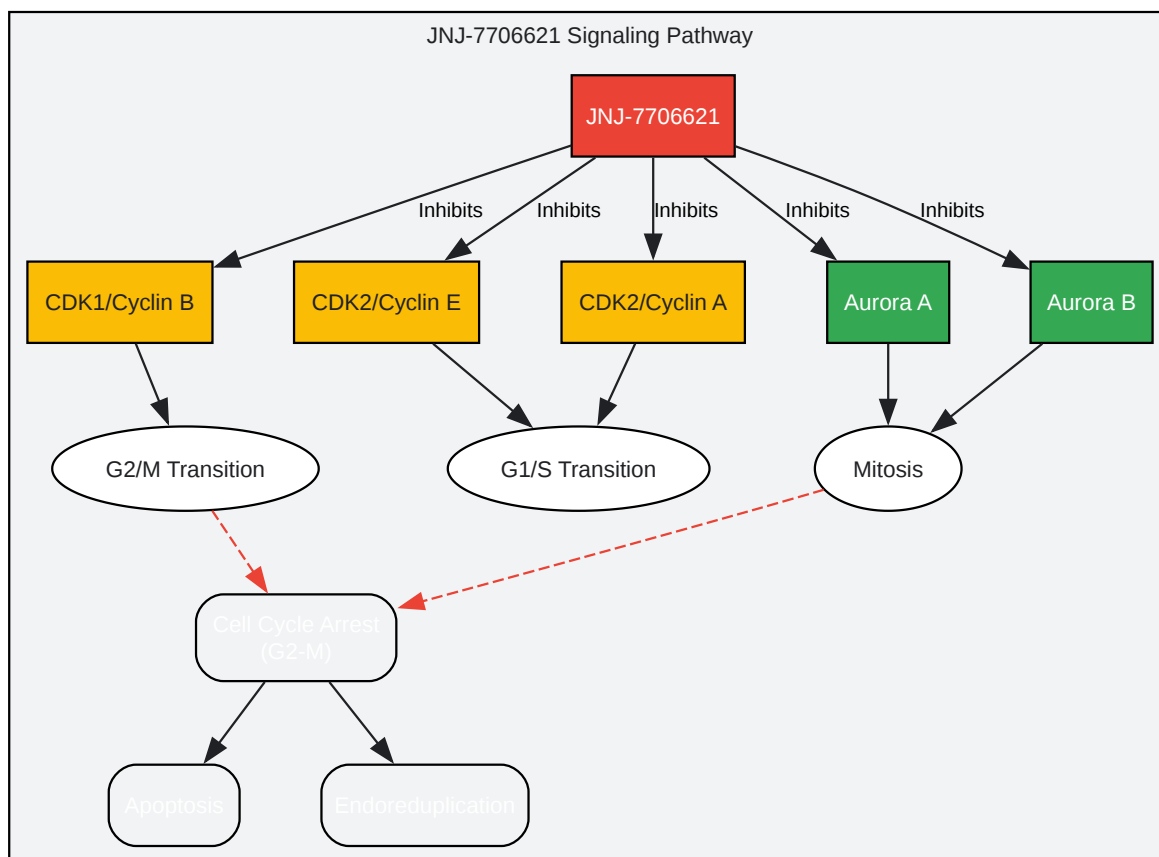 JNJ-7706621 Signaling Pathway
JNJ-7706621
Inhibits
Inhibits
Inhibits
Inhibits
Inhibits
CDK1/Cyclin B
CDK2/Cyclin E
CDK2/Cyclin A
Aurora A
Aurora B
G2/M Transition
G1/S Transition
Mitosis
Cell Cycle Arrest
(G2-M)
Apoptosis
Endoreduplication